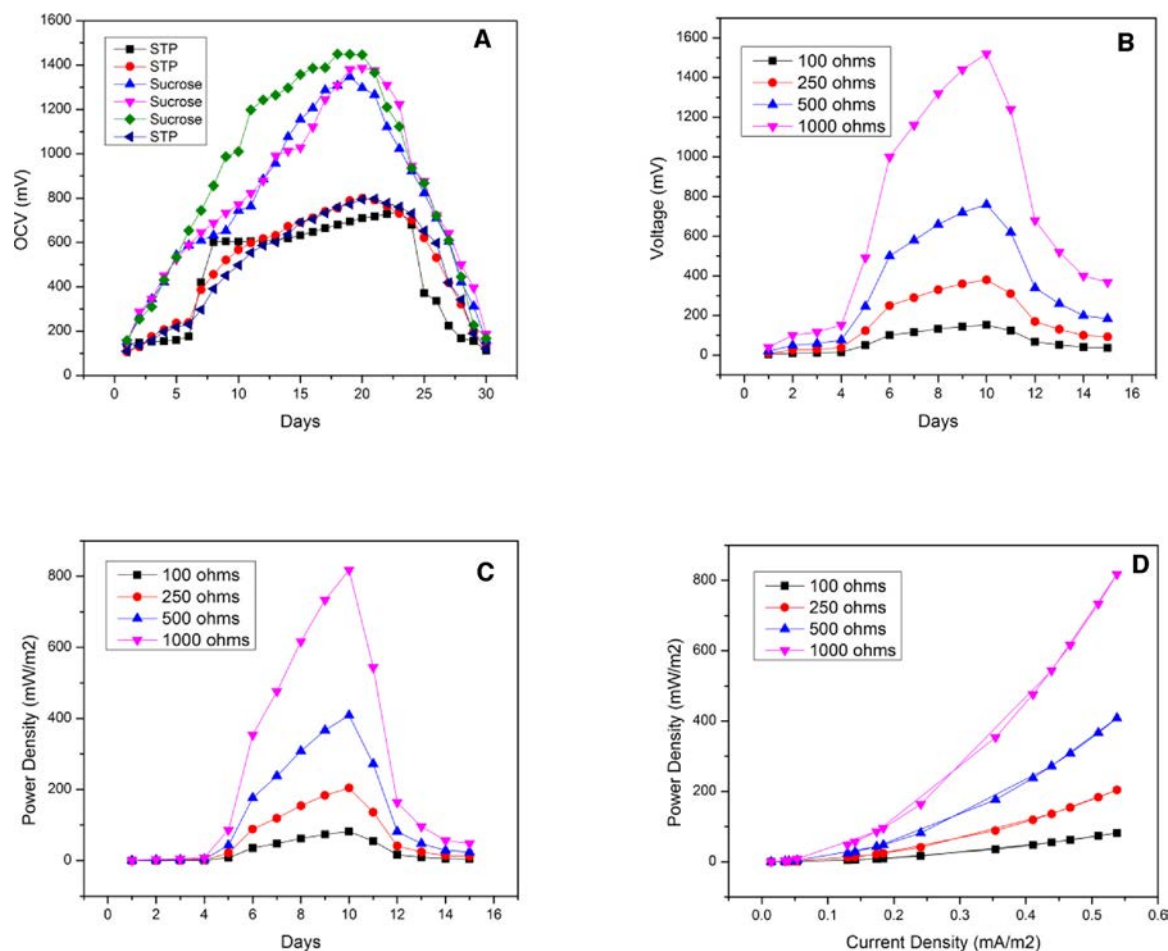 A
STP
STP
Sucrose
Sucrose
Sucrose
STP
OCV (mV)
1600
1400
1200
1000
800
600
400
200
0
0 5 10 15 20 25 30
Days
B
100 ohms
250 ohms
500 ohms
1000 ohms
Voltage (mV)
1600
1400
1200
1000
800
600
400
200
0
0 2 4 6 8 10 12 14 16
Days
C
100 ohms
250 ohms
500 ohms
1000 ohms
Power Density (mW/m2)
800
600
400
200
0
0 2 4 6 8 10 12 14 16
Days
D
100 ohms
250 ohms
500 ohms
1000 ohms
Power Density (mW/m2)
800
600
400
200
0
0.0 0.1 0.2 0.3 0.4 0.5 0.6
Current Density (mA/m2)